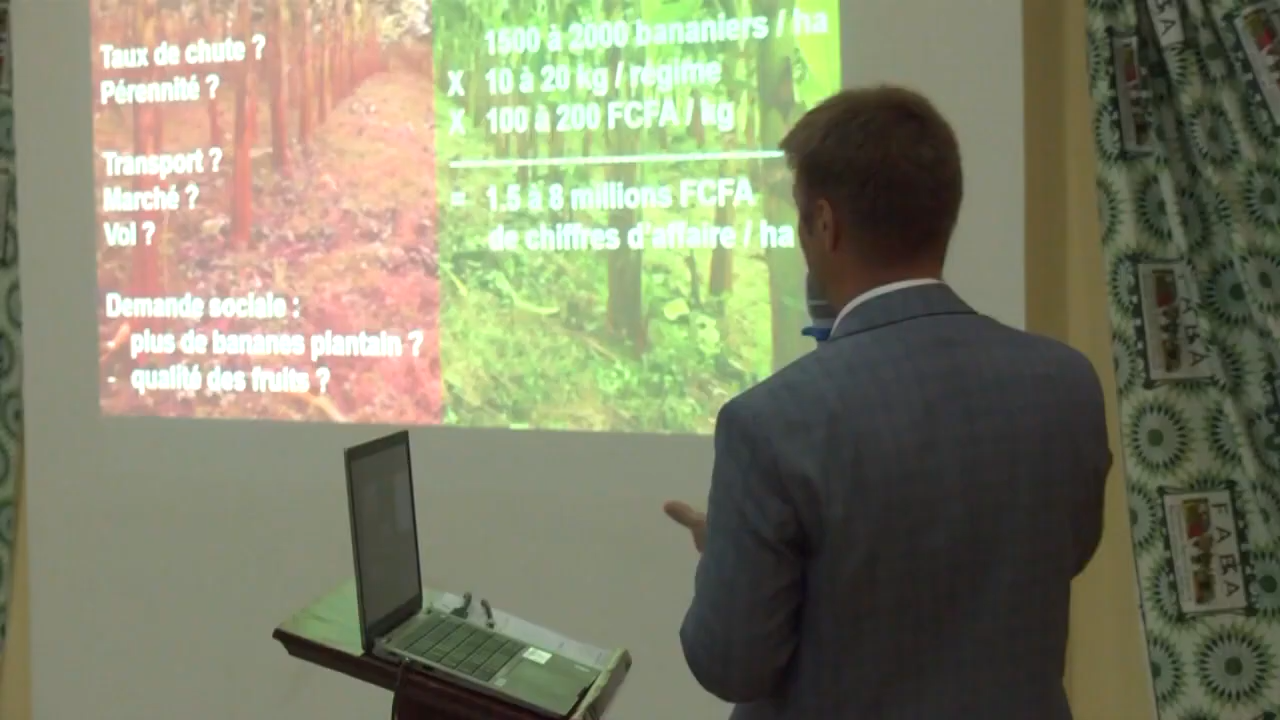 Taux de chute ?
Pérennité ?
Transport ?
Marché ?
Vol ?
Demande sociale :
- plus de bananes plantain ?
- qualité des fruits ?
1500 à 2000 bananiers / ha
X 10 à 20 kg / régime
X 100 à 200 FCFA / kg
= 1.5 à 8 millions FCFA
de chiffres d'affaire / ha
FABA
FABA
FABA